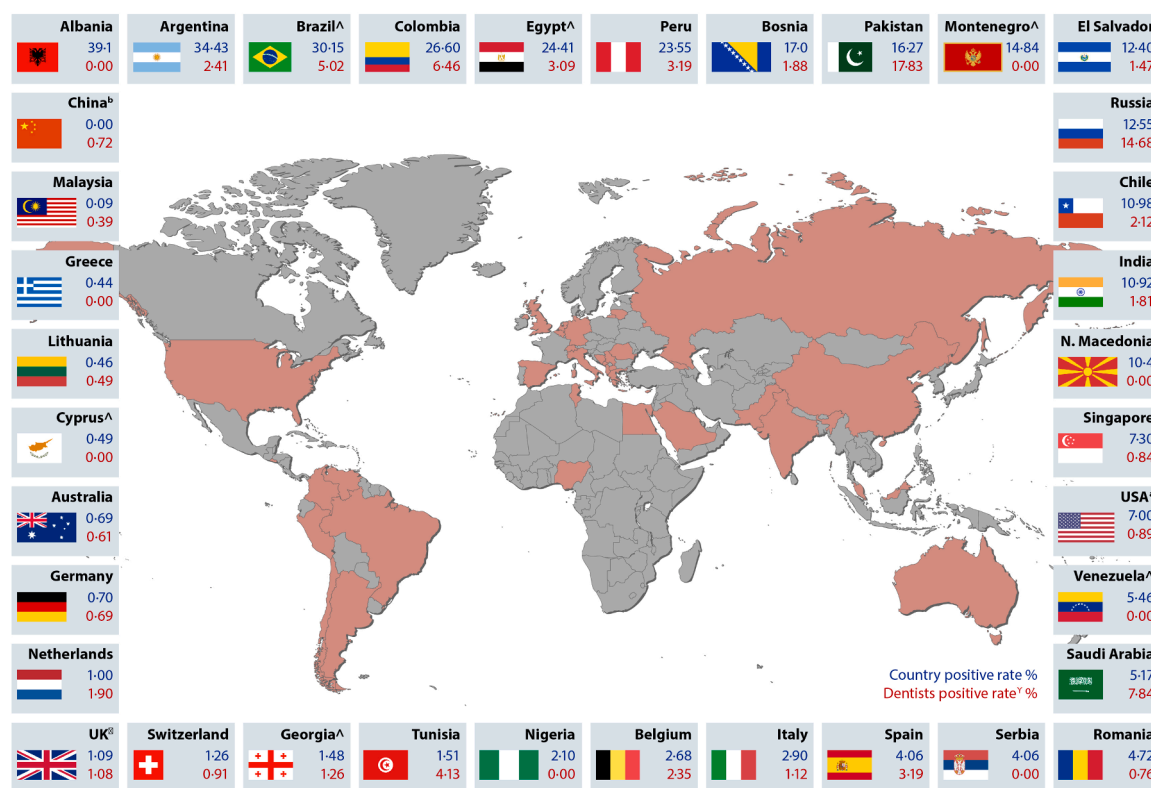 Albania
39·1
0·00
Argentina
34·43
2·41
Brazil^
30·15
5·02
Colombia
26·60
6·46
Egypt^
24·41
3·09
Peru
23·55
3·19
Bosnia
17·0
1·88
Pakistan
16·27
17·83
Montenegro^
14·84
0·00
El Salvador
12·40
1·47
Chinaᵇ
0·00
0·72
Russia
12·55
14·68
Malaysia
0·09
0·39
Chile
10·98
2·12
Greece
0·44
0·00
India
10·92
1·81
Lithuania
0·46
0·49
N. Macedonia
10·4
0·00
Cyprus^
0·49
0·00
Singapore
7·30
0·84
Australia
0·69
0·61
USA
7·00
0·89
Germany
0·70
0·69
Venezuela^
5·46
0·00
Netherlands
1·00
1·90
Saudi Arabia
5·17
7·84
Country positive rate %
Dentists positive rateʸ %
UK
1·09
1·08
Switzerland
1·26
0·91
Georgia^
1·48
1·26
Tunisia
1·51
4·13
Nigeria
2·10
0·00
Belgium
2·68
2·35
Italy
2·90
1·12
Spain
4·06
3·19
Serbia
4·06
0·00
Romania
4·72
0·76